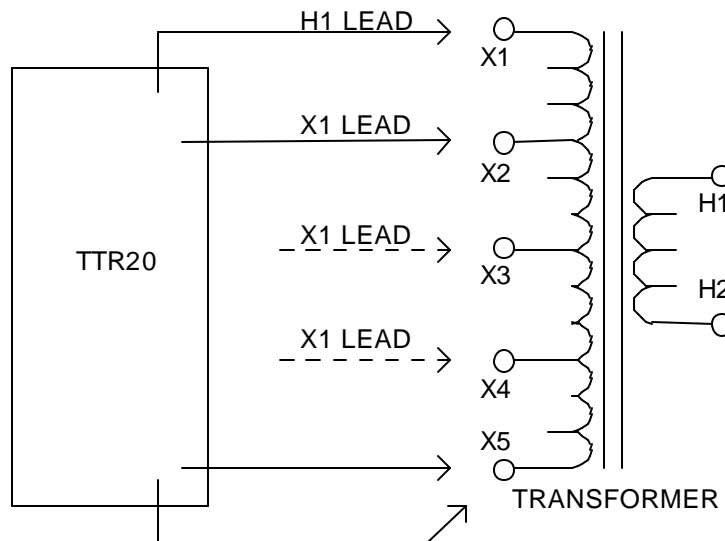 H1 LEAD
X1
X1 LEAD
X2
H1
X1 LEAD
TTR20
X3
H2
X1 LEAD
X4
X5
TRANSFORMER